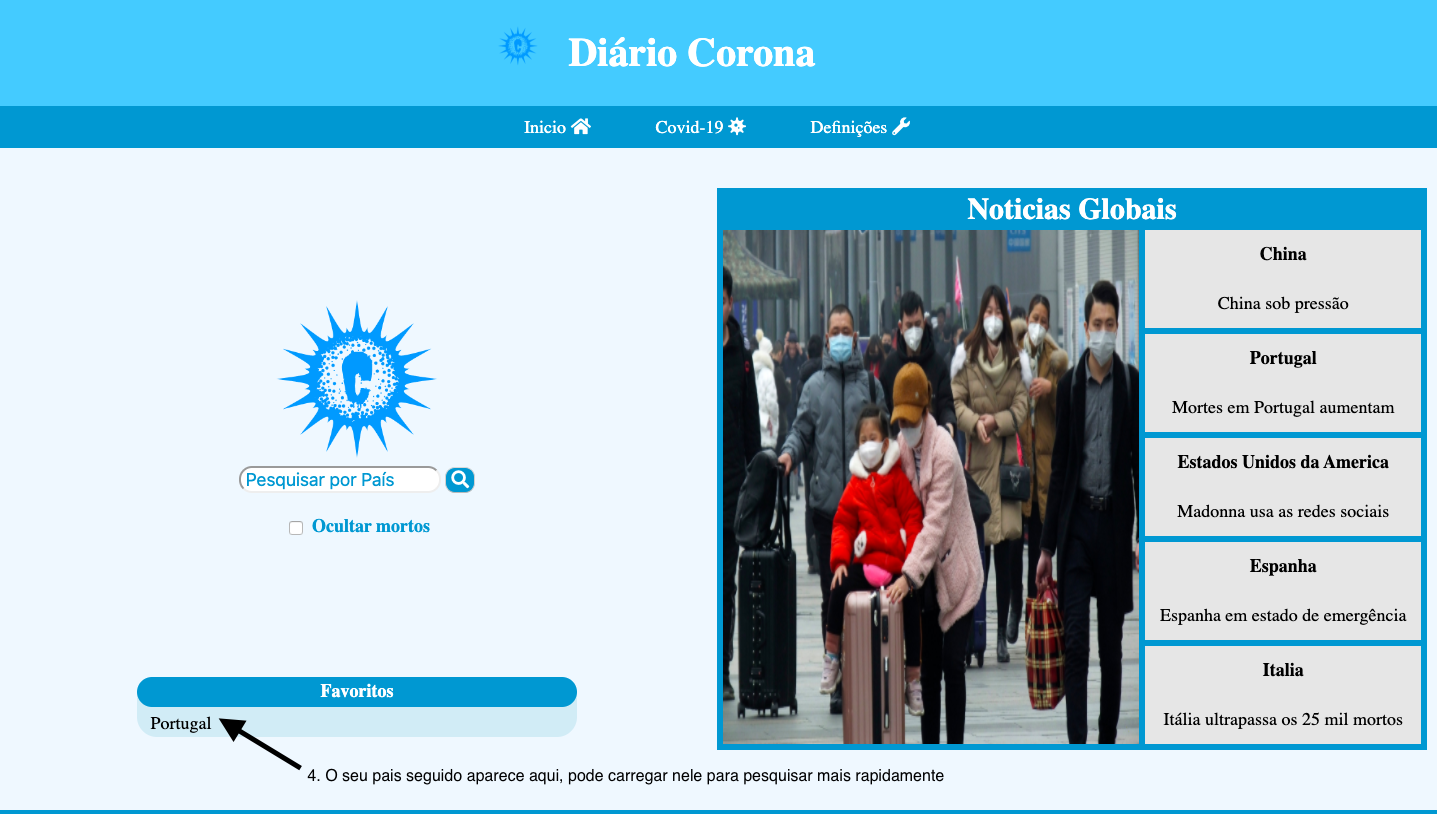 Diário Corona
Inicio
Covid-19
Definições
C
Pesquisar por País
Ocultar mortos
Favoritos
Portugal
4. O seu pais seguido aparece aqui, pode carregar nele para pesquisar mais rapidamente
Noticias Globais
China
China sob pressão
Portugal
Mortes em Portugal aumentam
Estados Unidos da America
Madonna usa as redes sociais
Espanha
Espanha em estado de emergência
Italia
Itália ultrapassa os 25 mil mortos